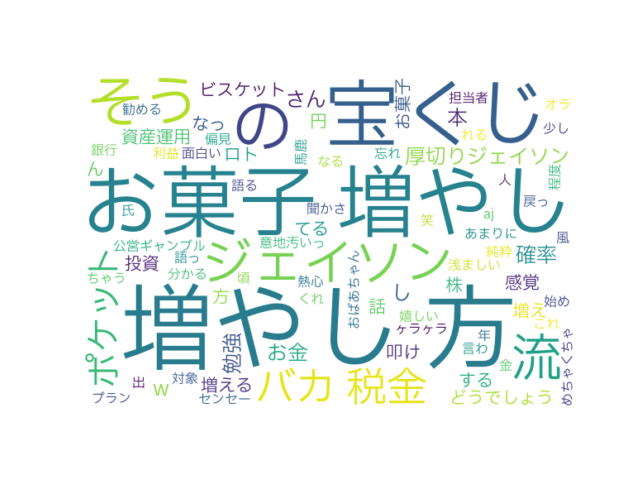 そう
の
宝くじ
ビスケット
さん
お菓子
担当者
本
オラ
勧める
なっ
円
れる
少し
資産運用
偏見
銀行
利益
面白い
ロト
馬鹿
なる
忘れ
厚切りジェイソン
ん
語る
お菓子 増やし
人
程度
戻っ
氏
聞かさ
笑
aj
風
公営ギャンブル
語っ
意地汚いっ
てる
あまりに
ちゃう
投資
ジェイソン
おばあちゃん
純粋
確率
分かる
頃
熱心
浅ましい
ポケット
方
くれ
話
し
株
感覚
始め
増やし 方
嬉しい
ケラケラ
増え
これ
勉強
お金
叩け
年
言わ
流
めちゃくちゃ
w
出
対象
増える
バカ 税金
する
金
プラン
センセー
どうでしょう